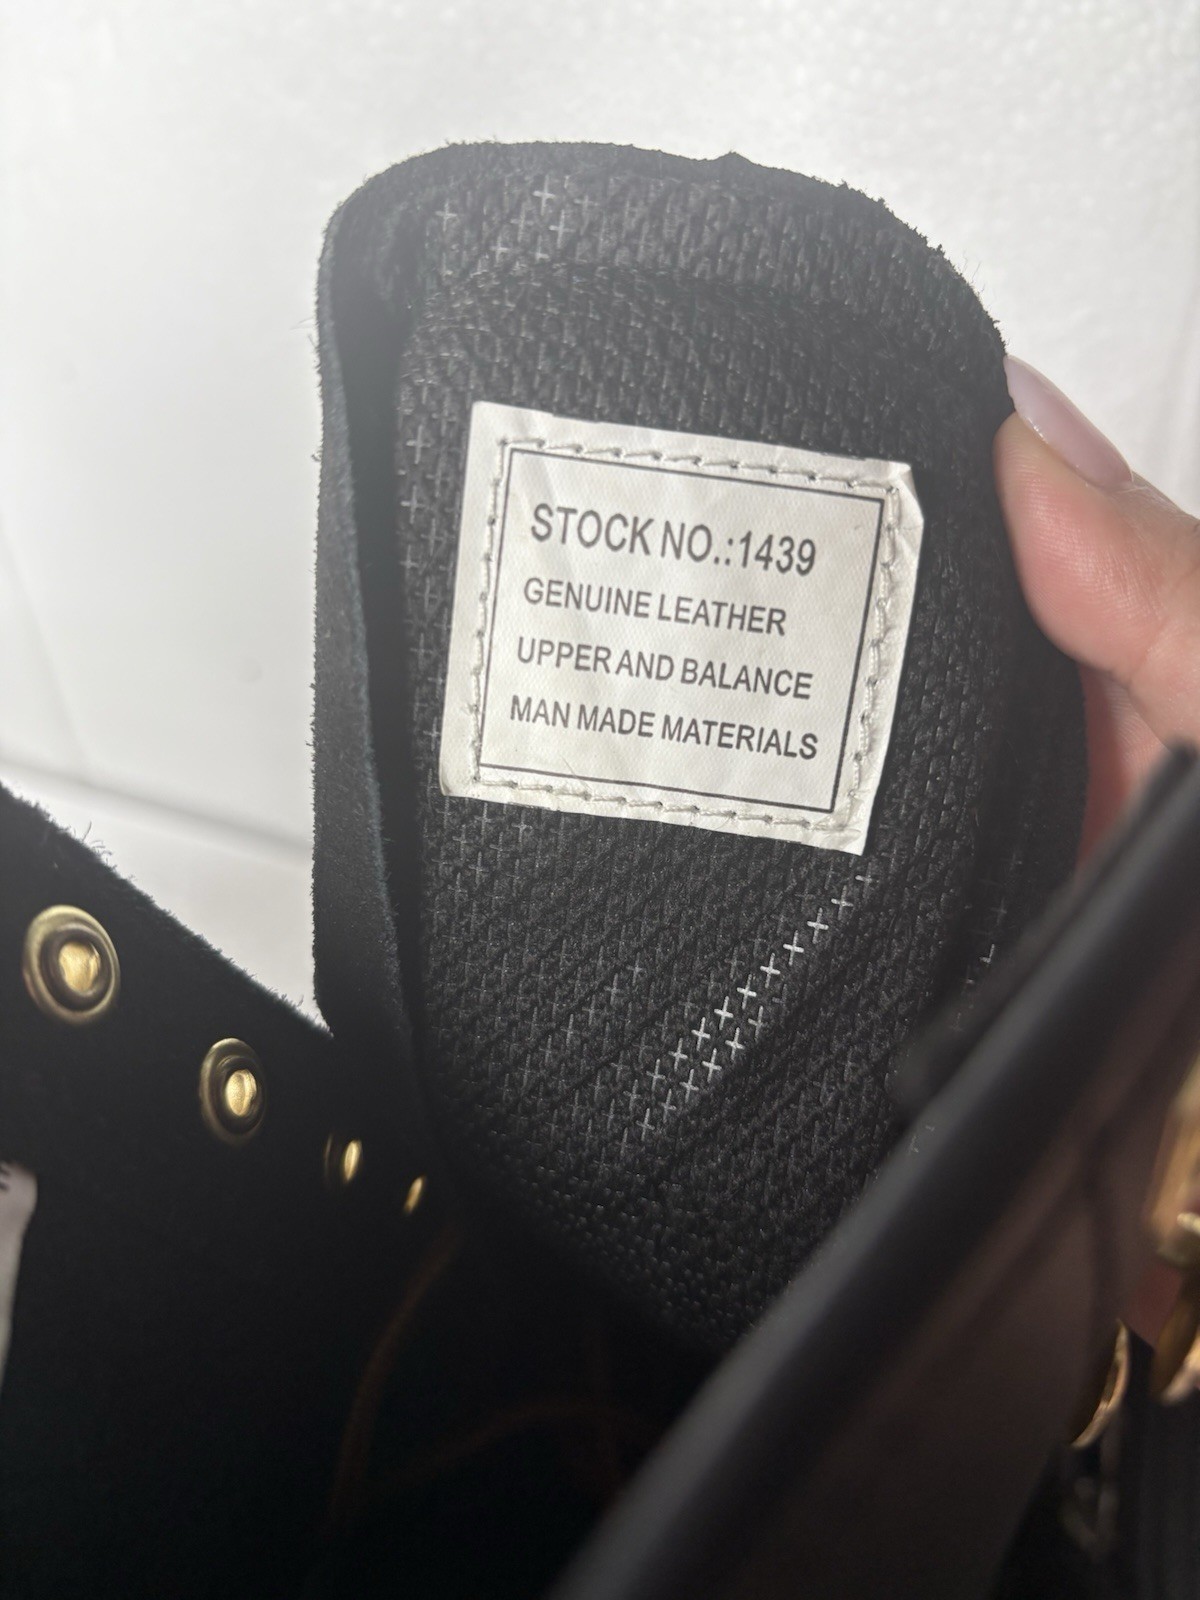 STOCK NO.:1439
GENUINE LEATHER
UPPER AND BALANCE
MAN MADE MATERIALS